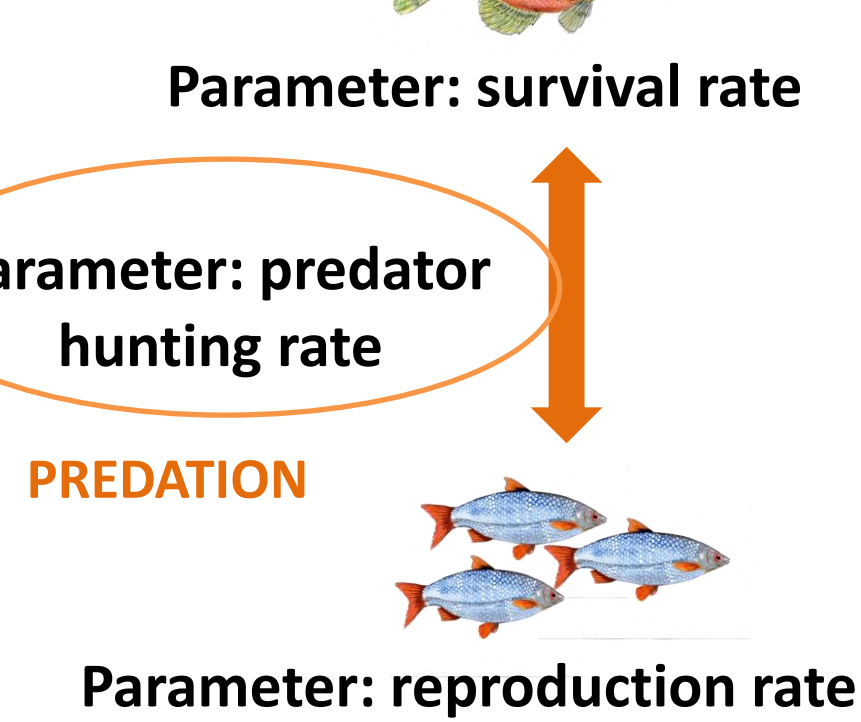 Parameter: survival rate
arameter: predator
hunting rate
PREDATION
Parameter: reproduction rate